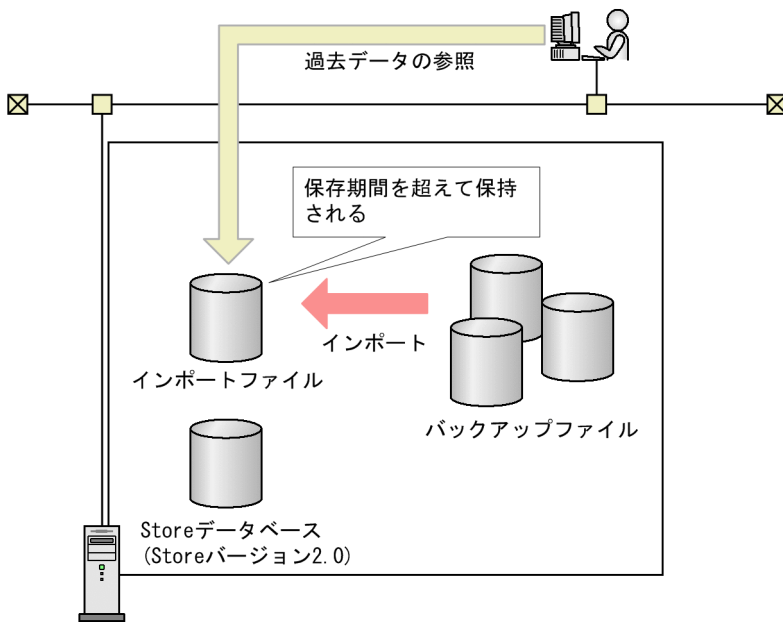 過去データの参照
保存期間を超えて保持
される
インポート
インポートファイル
バックアップファイル
Storeデータベース
(Storeバージョン2.0)